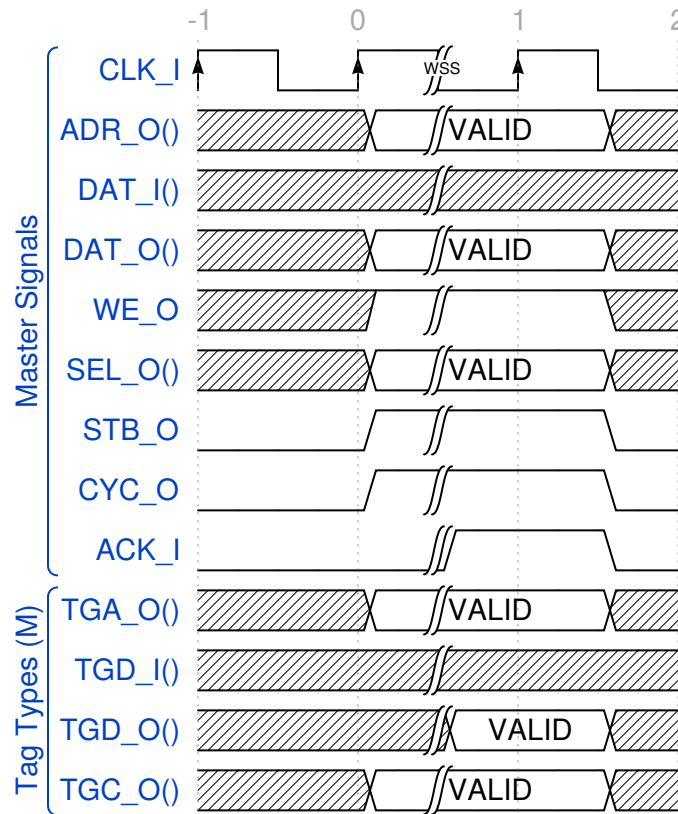 -1 0 1 2
Master Signals
CLK_I
WSS
ADR_O() VALID
DAT_I()
DAT_O() VALID
WE_O
SEL_O() VALID
STB_O
CYC_O
ACK_I
Tag Types (M)
TGA_O() VALID
TGD_I()
TGD_O() VALID
TGC_O() VALID